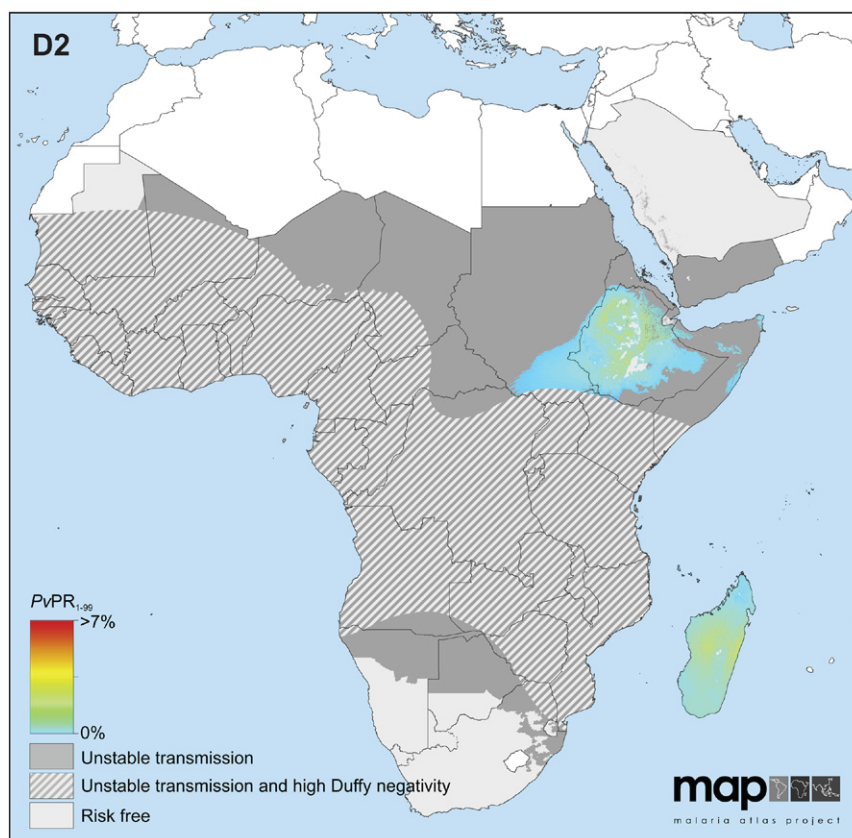 D2
PvPR1-99
>7%
0%
Unstable transmission
Unstable transmission and high Duffy negativity
Risk free
map
malaria atlas project